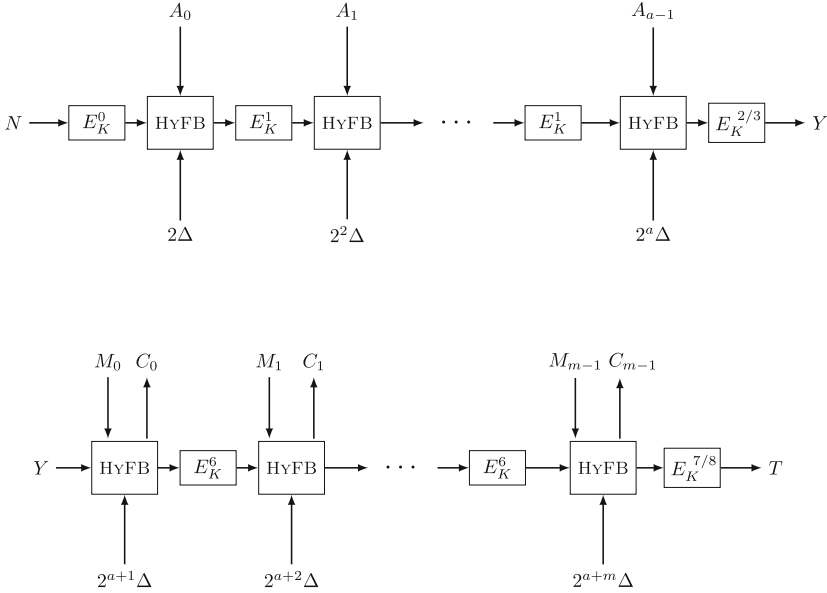 A_0 A_1 A_{a−1}
N E_K^0 HYFB E_K^1 HYFB · · · E_K^1 HYFB E_K^{2/3} Y
2Δ 2^2Δ 2^aΔ
M_0 C_0 M_1 C_1 M_{m−1} C_{m−1}
Y HYFB E_K^6 HYFB · · · E_K^6 HYFB E_K^{7/8} T
2^{a+1}Δ 2^{a+2}Δ 2^{a+m}Δ